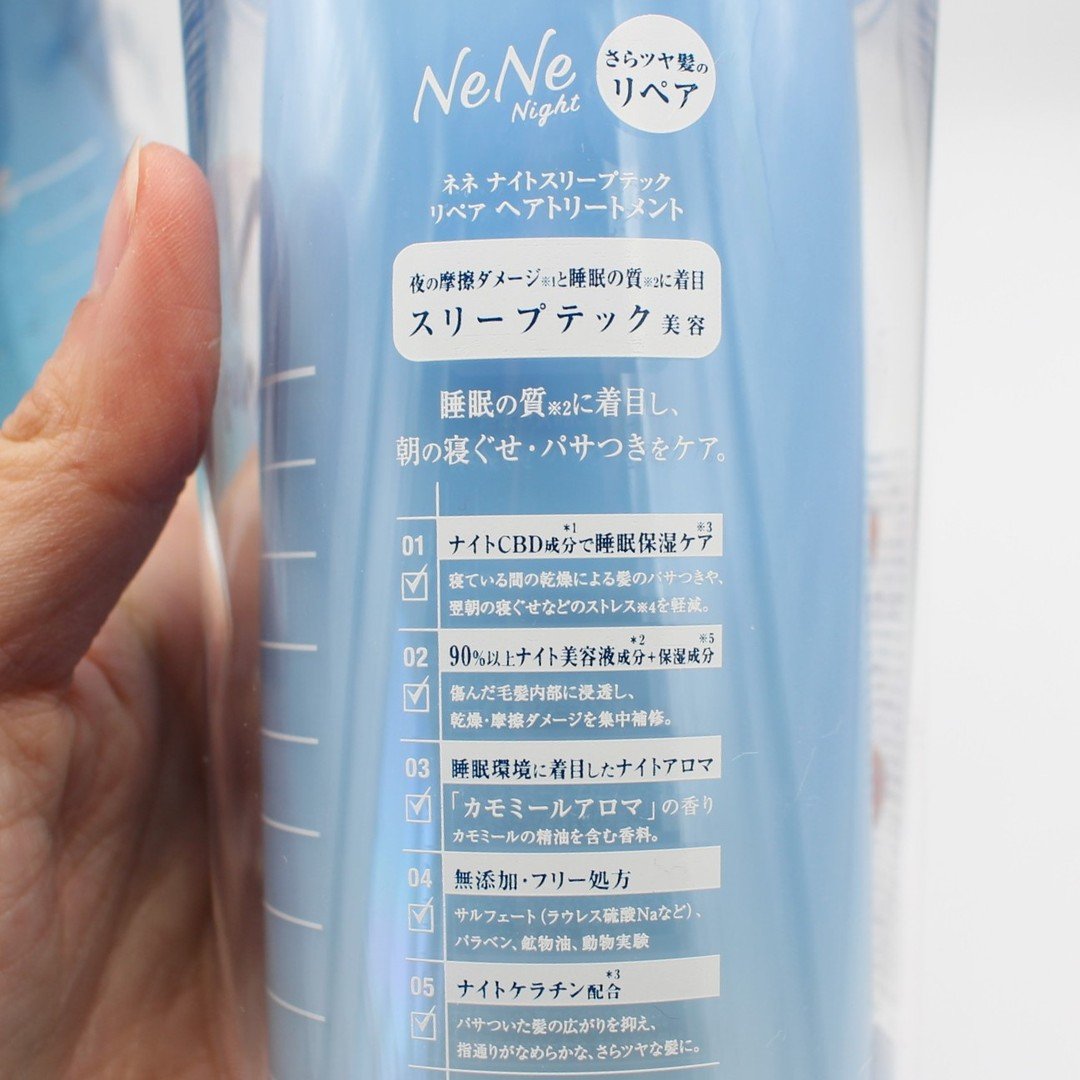 NeNe
Night
さらツヤ髪の
リペア
ネネ ナイトスリープテック
リペア ヘアトリートメント
夜の摩擦ダメージ※1と睡眠の質※2に着目
スリープテック 美容
睡眠の質※2に着目し、
朝の寝ぐせ・パサつきをケア。
01 ナイトCBD成分*1で睡眠保湿ケア※3
寝ている間の乾燥による髪のパサつきや、
翌朝の寝ぐせなどのストレス※4を軽減。
02 90%以上ナイト美容液成分*2+保湿成分※5
傷んだ毛髪内部に浸透し、
乾燥・摩擦ダメージを集中補修。
03 睡眠環境に着目したナイトアロマ
「カモミールアロマ」の香り
カモミールの精油を含む香料。
04 無添加・フリー処方
サルフェート(ラウレス硫酸Naなど)、
パラベン、鉱物油、動物実験
05 ナイトケラチン配合*3
パサついた髪の広がりを抑え、
指通りがなめらかな、さらツヤな髪に。